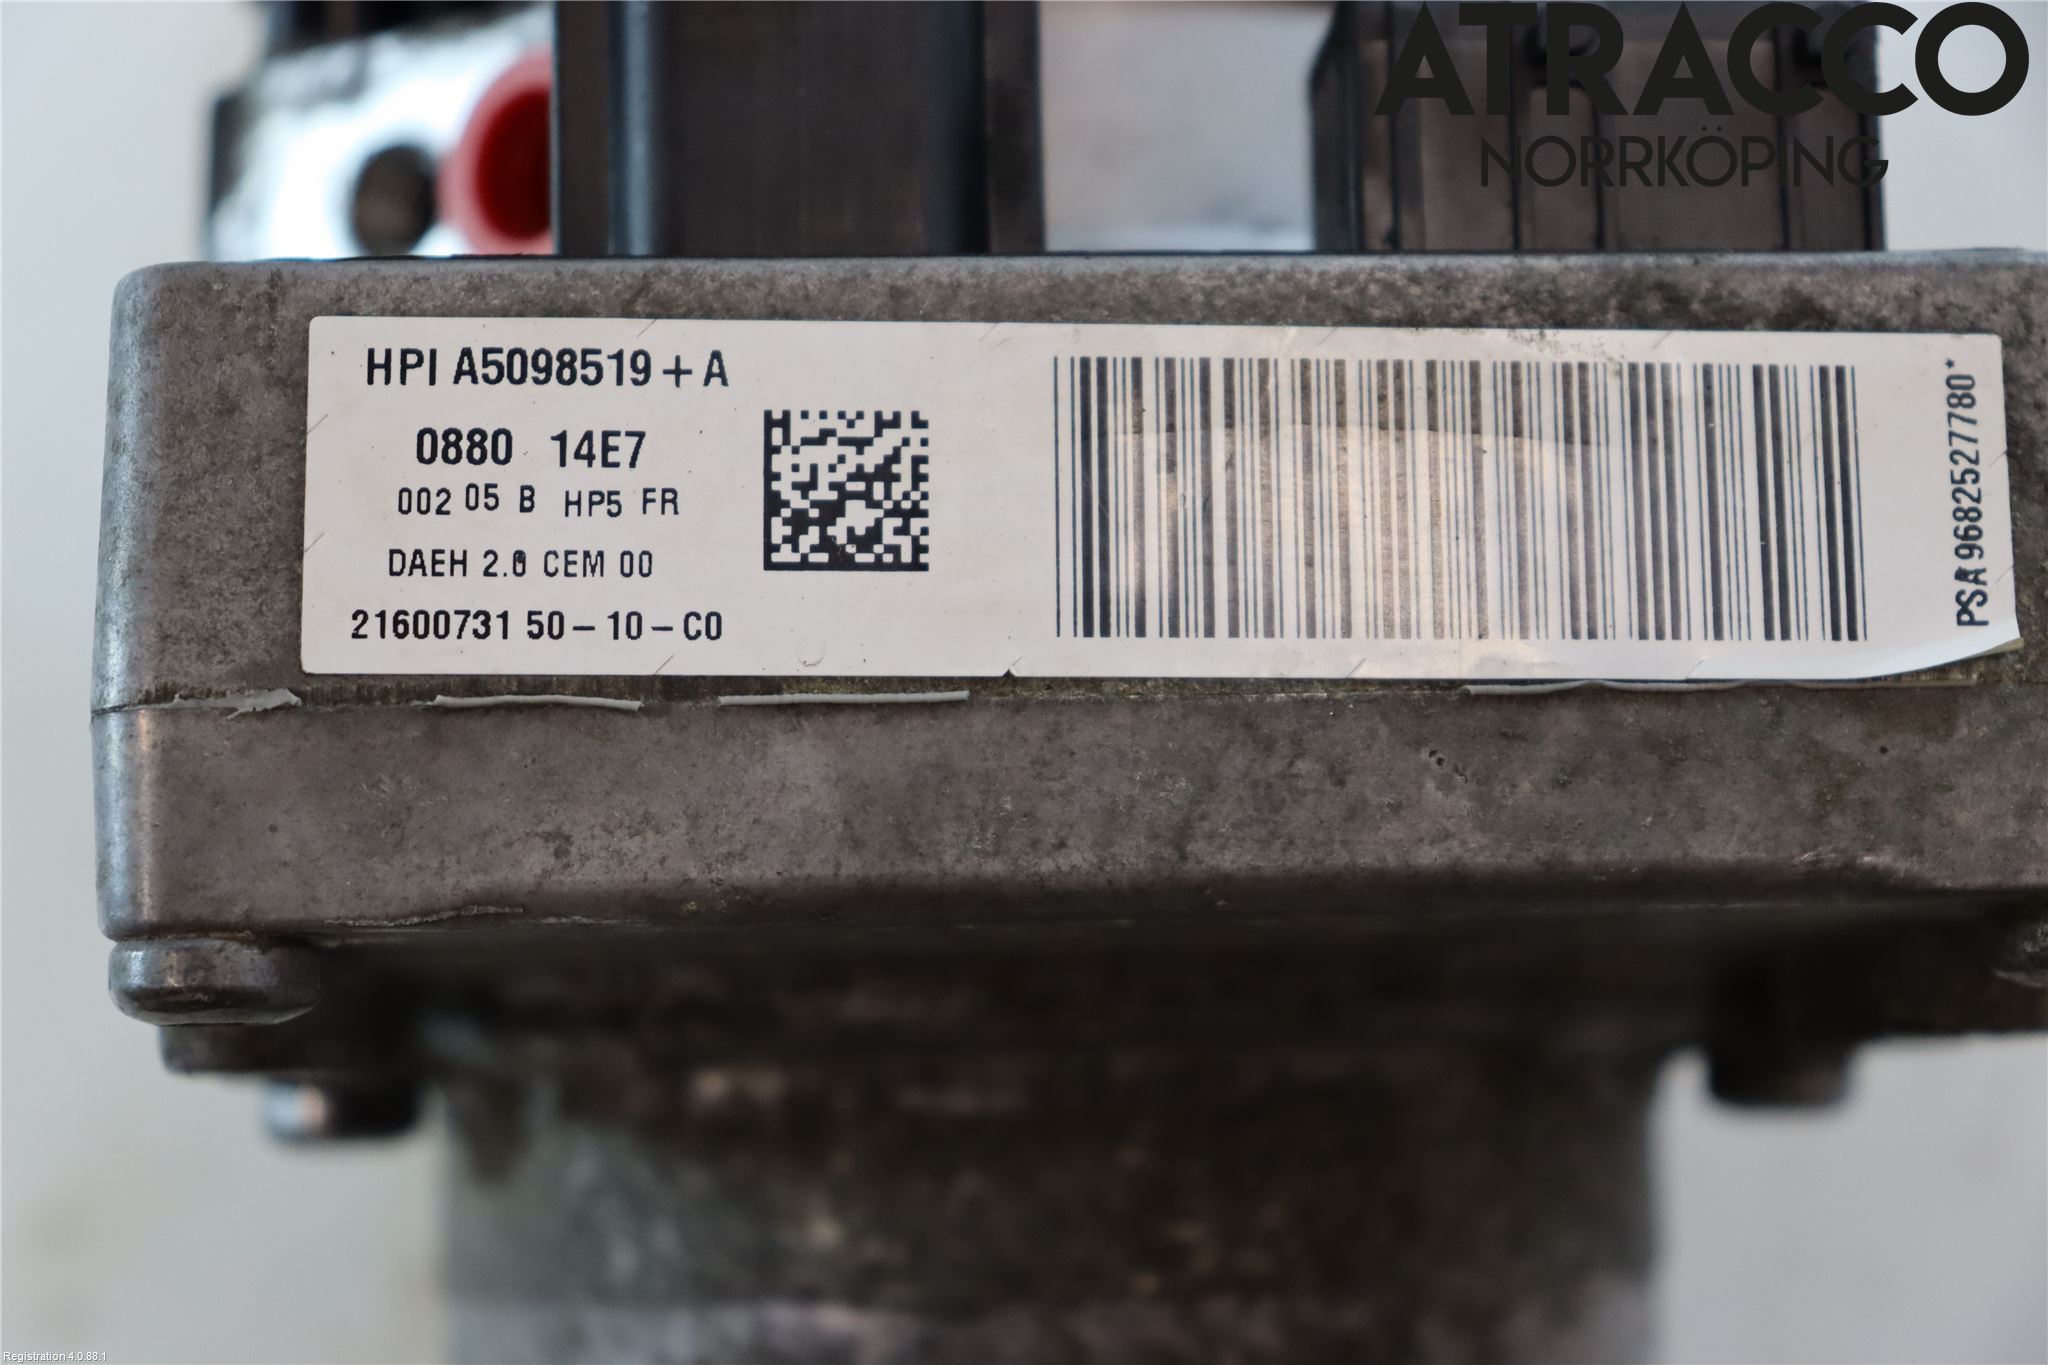 ATRACCO
NORRKÖPING
HPI A5098519+A
0880 14E7
002 05 B HP5 FR
DAEH 2.0 CEM 00
21600731 50-10-C0
PSA 9682527780*
Registration 4.0.88.1